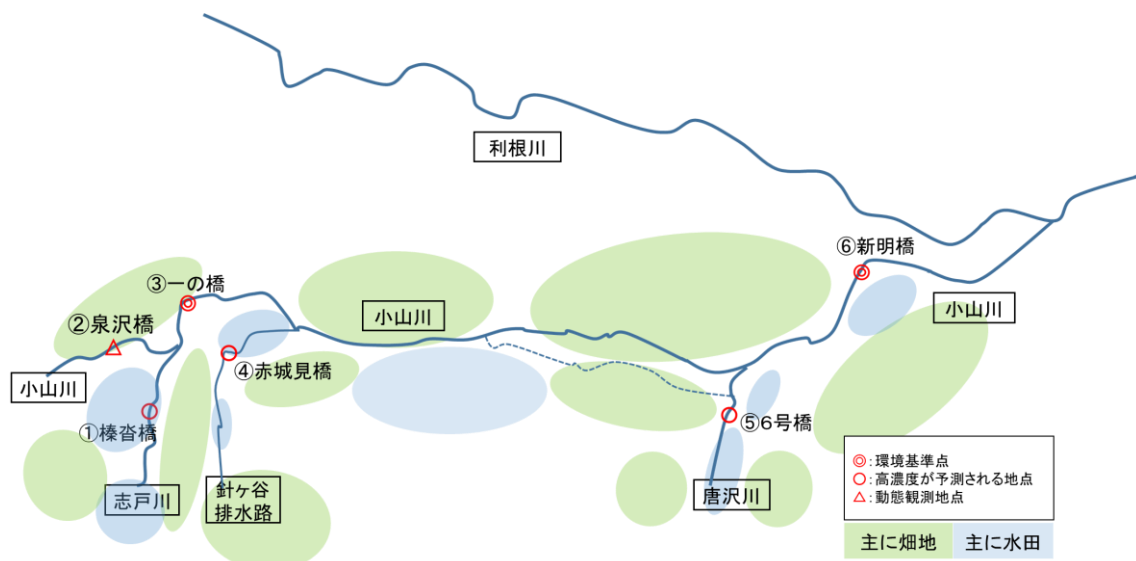 利根川
⑥新明橋
③一の橋
小山川
小山川
②泉沢橋
④赤城見橋
小山川
①榛沓橋
⑤6号橋
志戸川
針ヶ谷
排水路
唐沢川
◎:環境基準点
○:高濃度が予測される地点
△:動態観測地点
主に畑地
主に水田